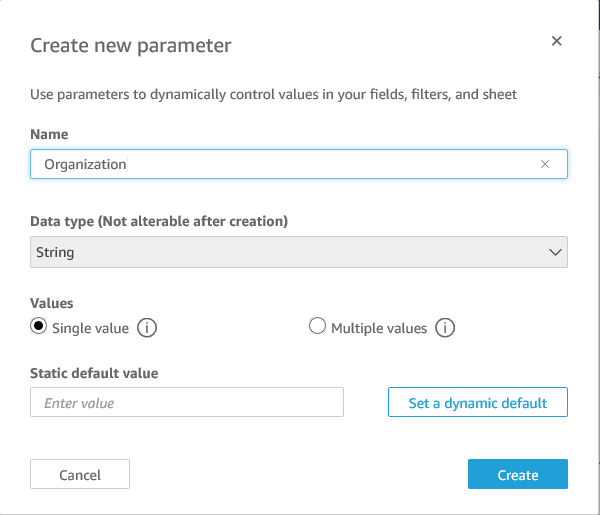 Create new parameter
Use parameters to dynamically control values in your fields, filters, and sheet
Name
Organization
Data type (Not alterable after creation)
String
Values
Single value
Multiple values
Static default value
Enter value
Set a dynamic default
Cancel
Create